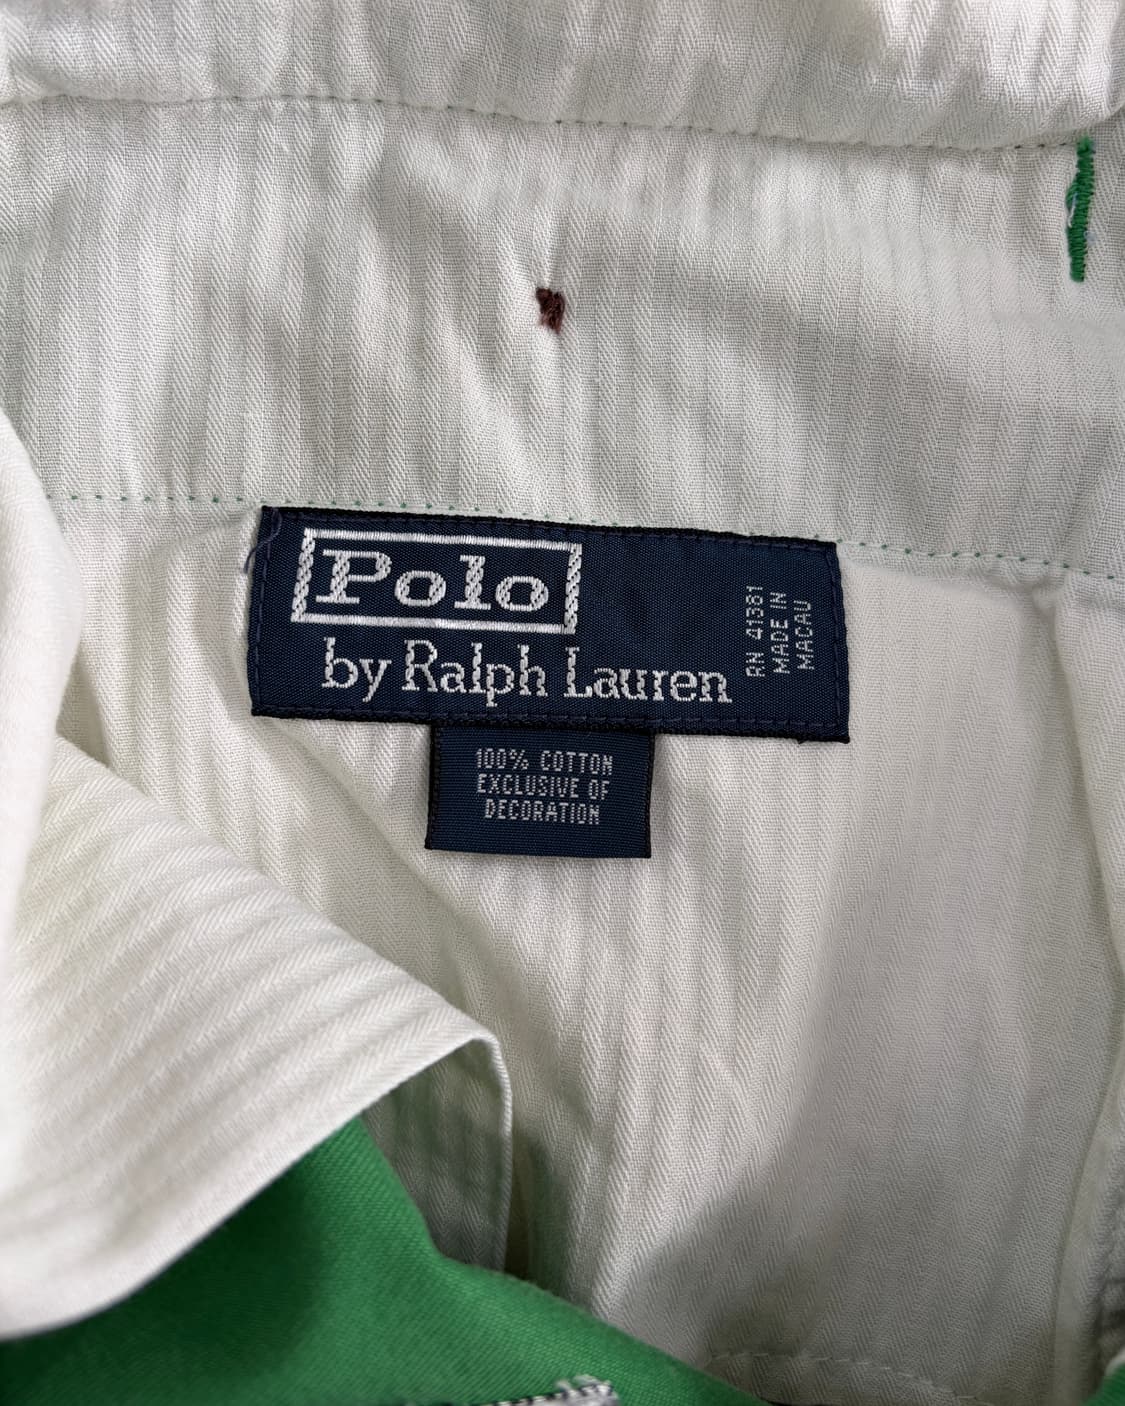 Polo
by Ralph Lauren
RN 41381
MADE IN
MACAU
100% COTTON
EXCLUSIVE OF
DECORATION